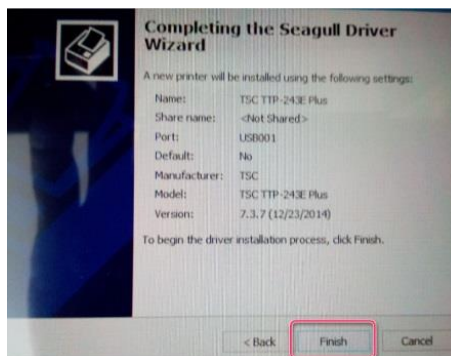 Completing the Seagull Driver
Wizard
A new printer will be installed using the following settings:
Name: TSC TTP-243E Plus
Share name: <Not Shared>
Port: USB001
Default: No
Manufacturer: TSC
Model: TSC TTP-243E Plus
Version: 7.3.7 (12/23/2014)
To begin the driver installation process, click Finish.
< Back Finish Cancel